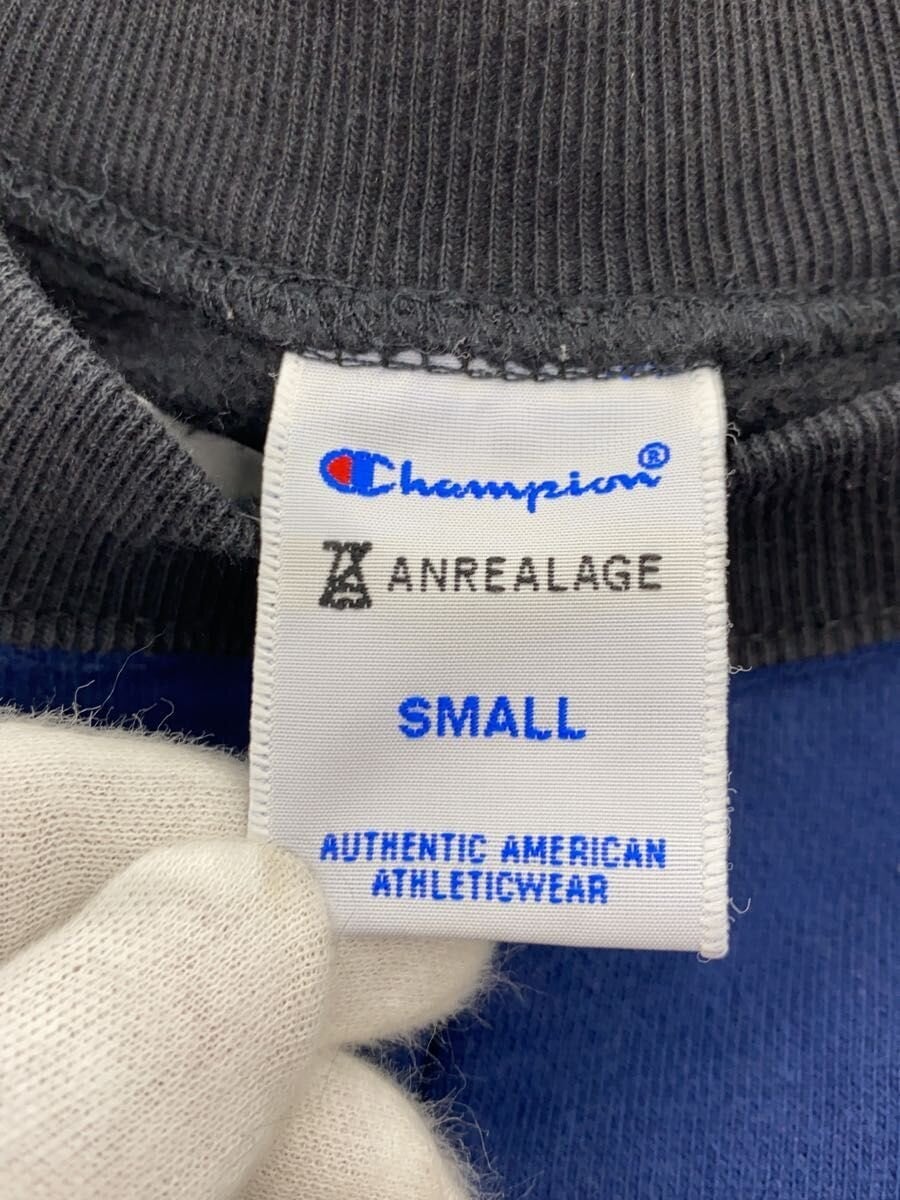 Champion®
ANREALAGE
SMALL
AUTHENTIC AMERICAN
ATHLETICWEAR